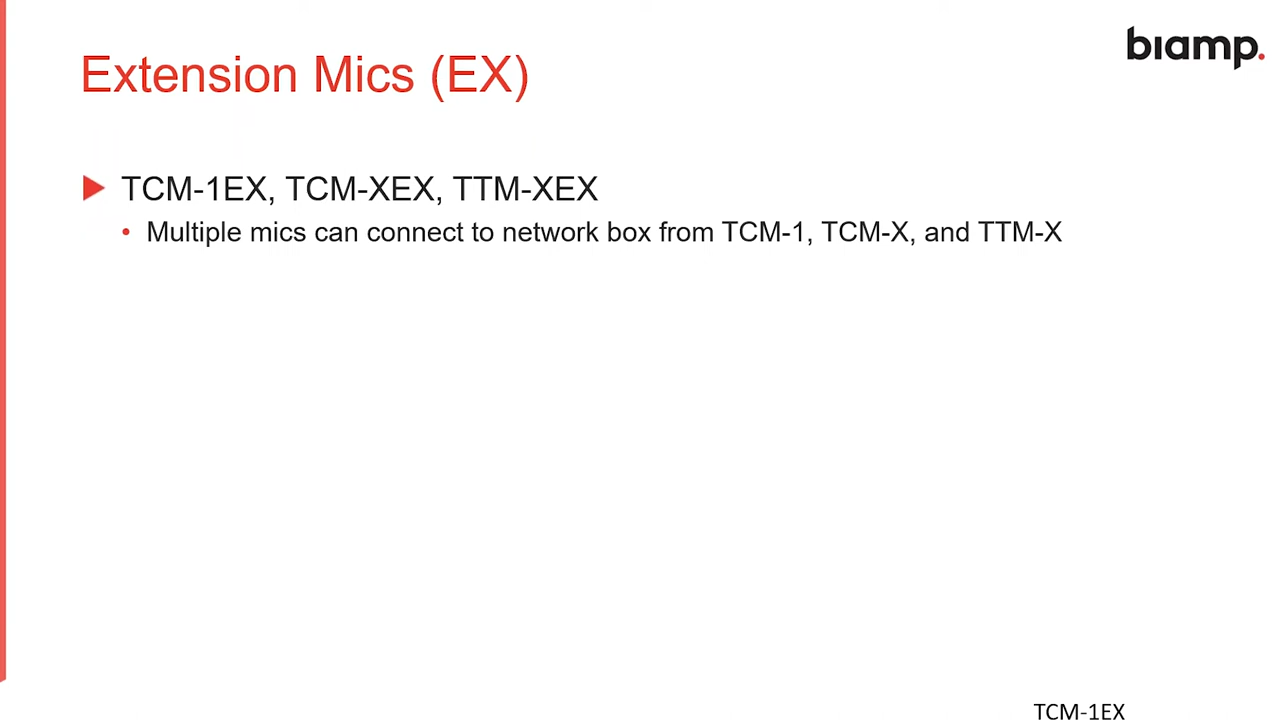 biamp.
Extension Mics (EX)
TCM-1EX, TCM-XEX, TTM-XEX
• Multiple mics can connect to network box from TCM-1, TCM-X, and TTM-X
TCM-1EX